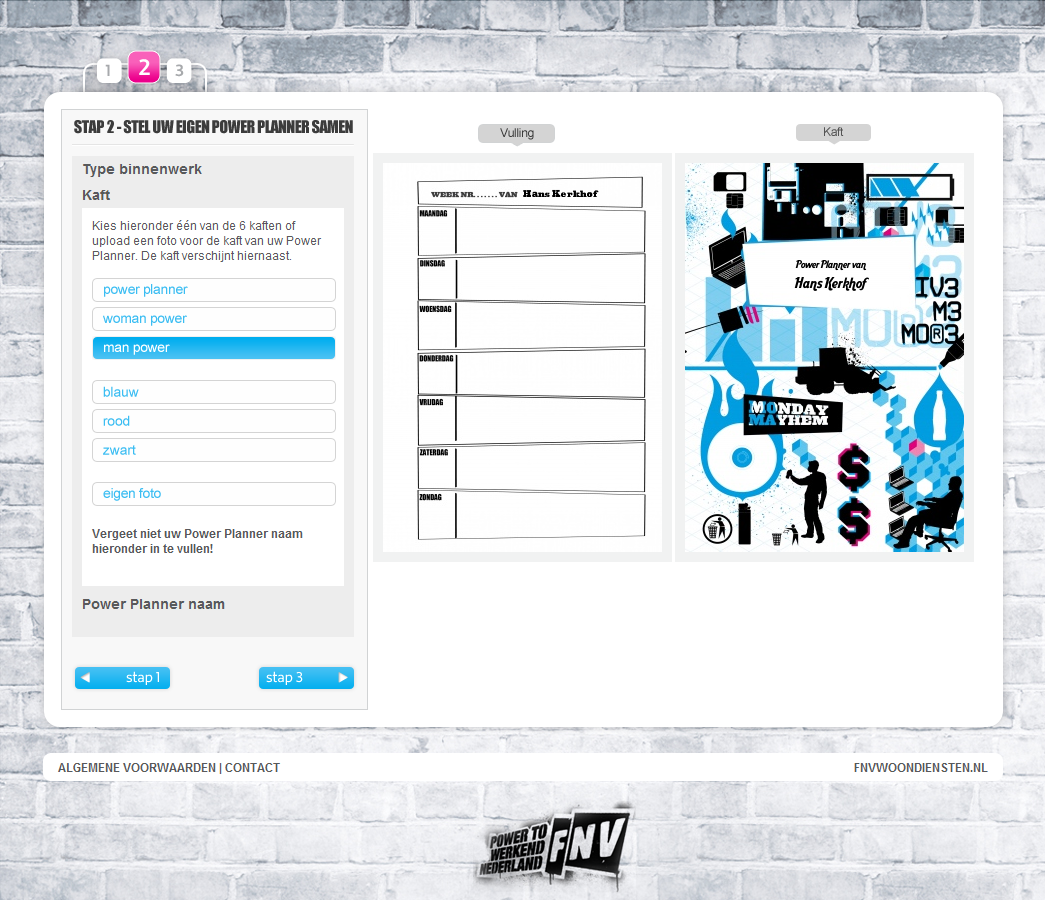 1 2 3
STAP 2 - STEL UW EIGEN POWER PLANNER SAMEN
Type binnenwerk
Kaft
Kies hieronder één van de 6 kaften of
upload een foto voor de kaft van uw Power
Planner. De kaft verschijnt hiernaast.
power planner
woman power
man power
blauw
rood
zwart
eigen foto
Vergeet niet uw Power Planner naam
hieronder in te vullen!
Power Planner naam
stap 1
stap 3
Vulling
WEEK NR. ...... VAN Hans Kerkhof
MAANDAG
DINSDAG
WOENSDAG
DONDERDAG
VRIJDAG
ZATERDAG
ZONDAG
Kaft
Power Planner van
Hans Kerkhof
IV3
M3
MO®3
MONDAY
MAYHEM
$
$
ALGEMENE VOORWAARDEN | CONTACT
FNVWOONDIENSTEN.NL
POWER TO
WERKEND
NEDERLAND
FNV